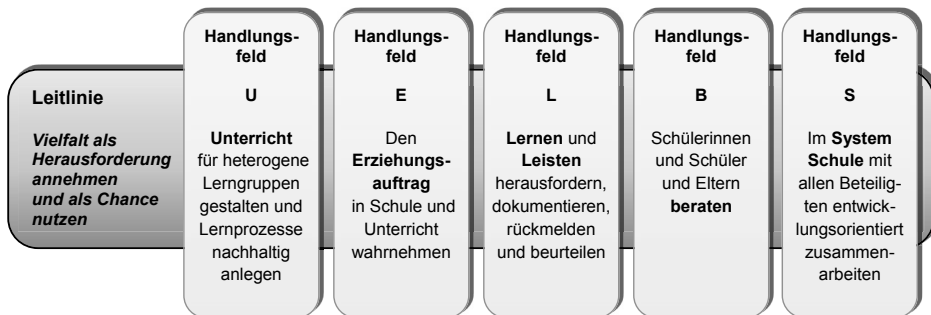 Leitlinie
Vielfalt als
Herausforderung
annehmen
und als Chance
nutzen
Handlungs-
feld
U
Unterricht
für heterogene
Lerngruppen
gestalten und
Lernprozesse
nachhaltig
anlegen
Handlungs-
feld
E
Den
Erziehungs-
auftrag
in Schule und
Unterricht
wahrnehmen
Handlungs-
feld
L
Lernen und
Leisten
herausfordern,
dokumentieren,
rückmelden
und beurteilen
Handlungs-
feld
B
Schülerinnen
und Schüler
und Eltern
beraten
Handlungs-
feld
S
Im System
Schule mit
allen Beteilig-
ten entwick-
lungsorientiert
zusammen-
arbeiten